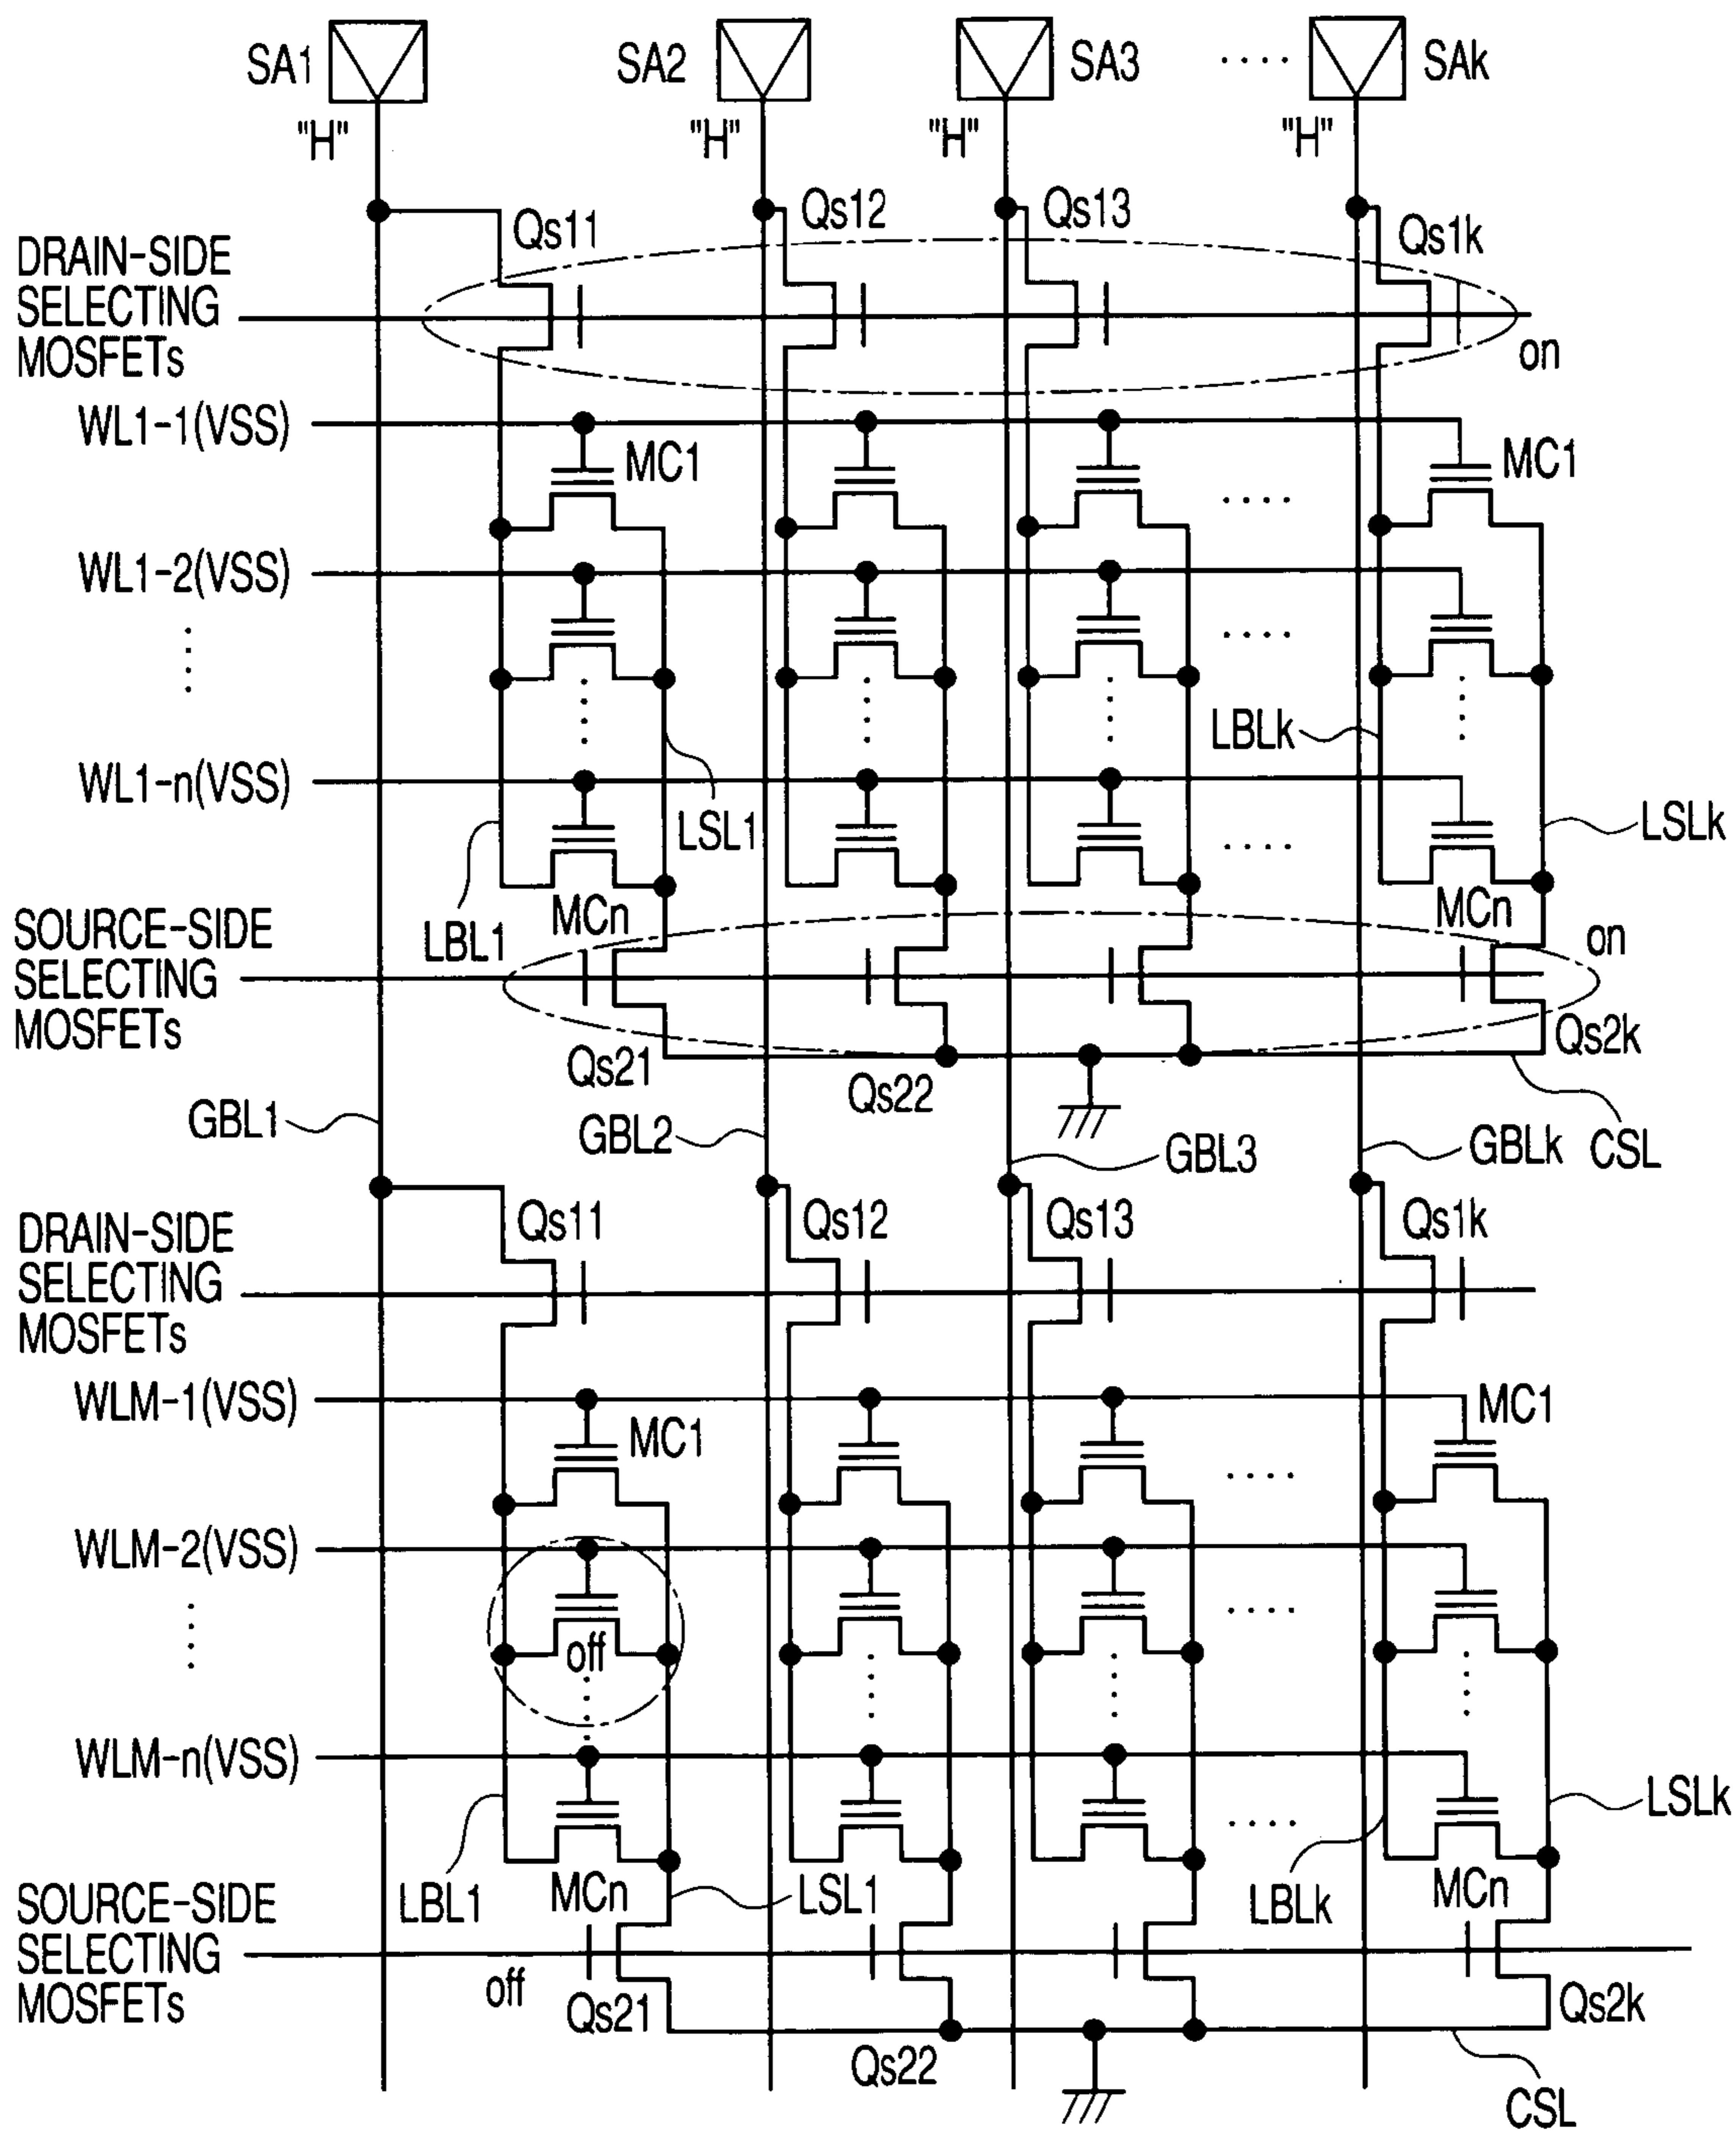 SA1 SA2 SA3 .... SAk
"H" "H" "H" "H"
Qs11 Qs12 Qs13 Qs1k
DRAIN-SIDE
SELECTING
MOSFETs
on
WL1-1(VSS)
MC1 MC1
....
WL1-2(VSS)
....
LBLk
WL1-n(VSS)
LSL1 LSLk
....
LBL1 MCn MCn
SOURCE-SIDE
SELECTING
MOSFETs
on
Qs21 Qs22 Qs2k
GBL1 GBL2 GBL3 GBLk CSL
Qs11 Qs12 Qs13 Qs1k
DRAIN-SIDE
SELECTING
MOSFETs
WLM-1(VSS)
MC1 MC1
....
WLM-2(VSS)
off
....
WLM-n(VSS)
LSLk
....
LBL1 MCn LSL1 LBLk MCn
SOURCE-SIDE
SELECTING
MOSFETs
off
Qs21 Qs22 Qs2k
CSL